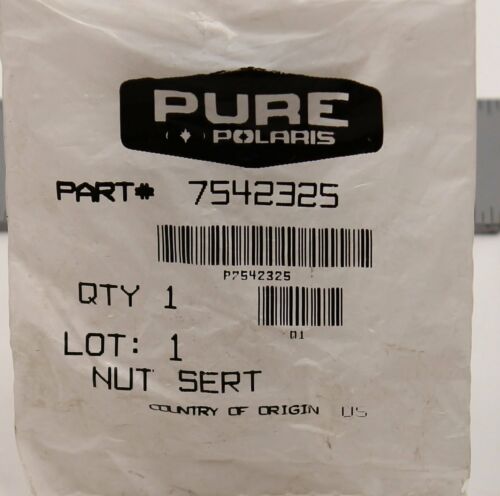 PURE
POLARIS
PART# 7542325
P7542325
QTY 1
01
LOT: 1
NUT SERT
COUNTRY OF ORIGIN US